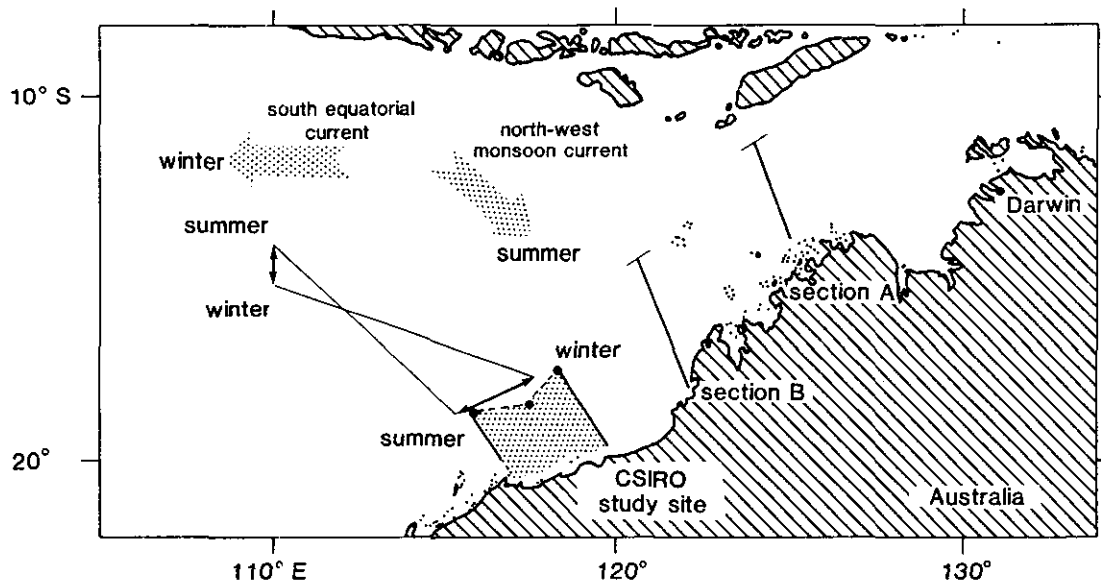 10° S
south equatorial
current
north-west
monsoon current
winter
summer
summer
winter
Darwin
section A
winter
section B
summer
20°
CSIRO
study site
Australia
110° E
120°
130°